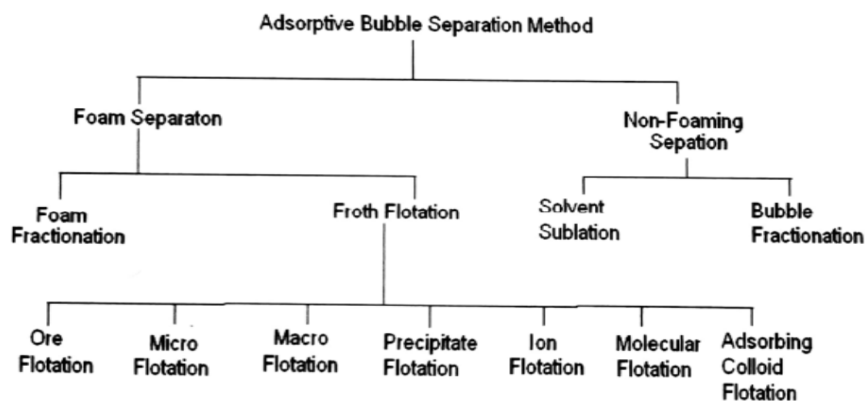 Adsorptive Bubble Separation Method
Foam Separaton
Non-Foaming
Sepation
Foam
Fractionation
Froth Flotation
Solvent
Sublation
Bubble
Fractionation
Ore
Flotation
Micro
Flotation
Macro
Flotation
Precipitate
Flotation
Ion
Flotation
Molecular
Flotation
Adsorbing
Colloid
Flotation